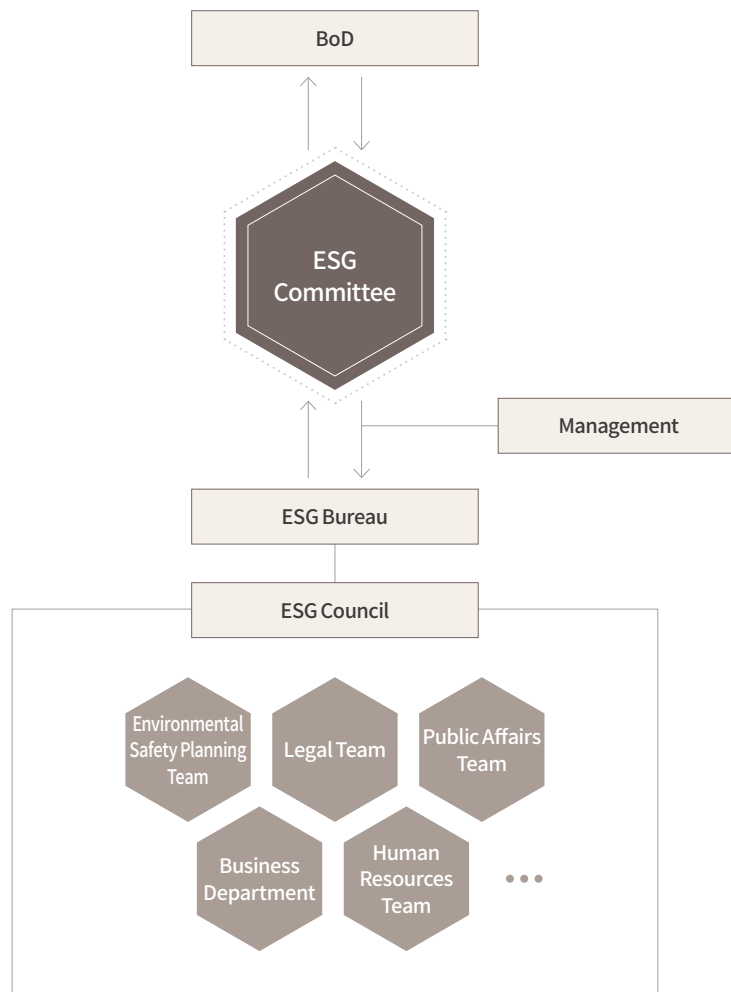 BoD
ESG
Committee
Management
ESG Bureau
ESG Council
Environmental
Safety Planning
Team
Legal Team
Public Affairs
Team
Business
Department
Human
Resources
Team